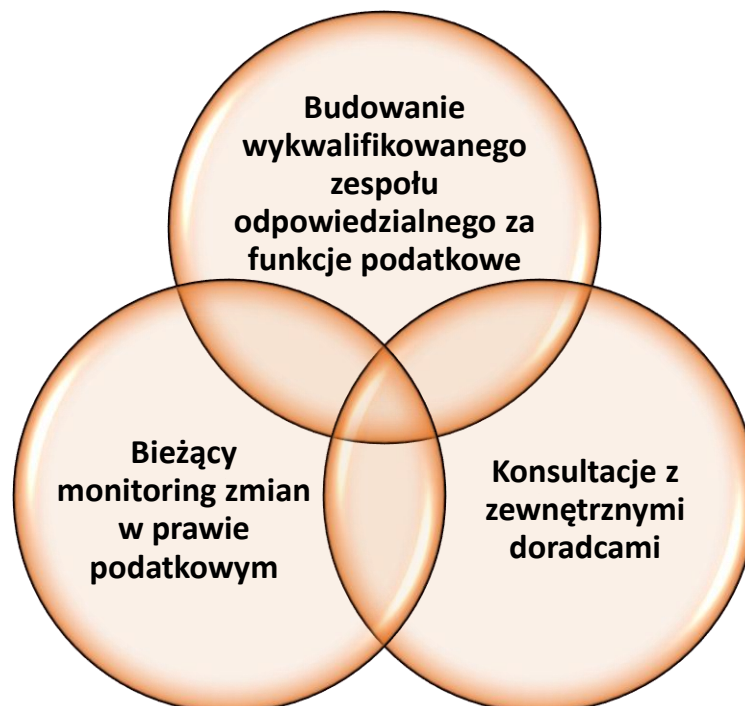 Budowanie
wykwalifikowanego
zespołu
odpowiedzialnego za
funkcje podatkowe
Bieżący
monitoring zmian
w prawie
podatkowym
Konsultacje z
zewnętrznymi
doradcami